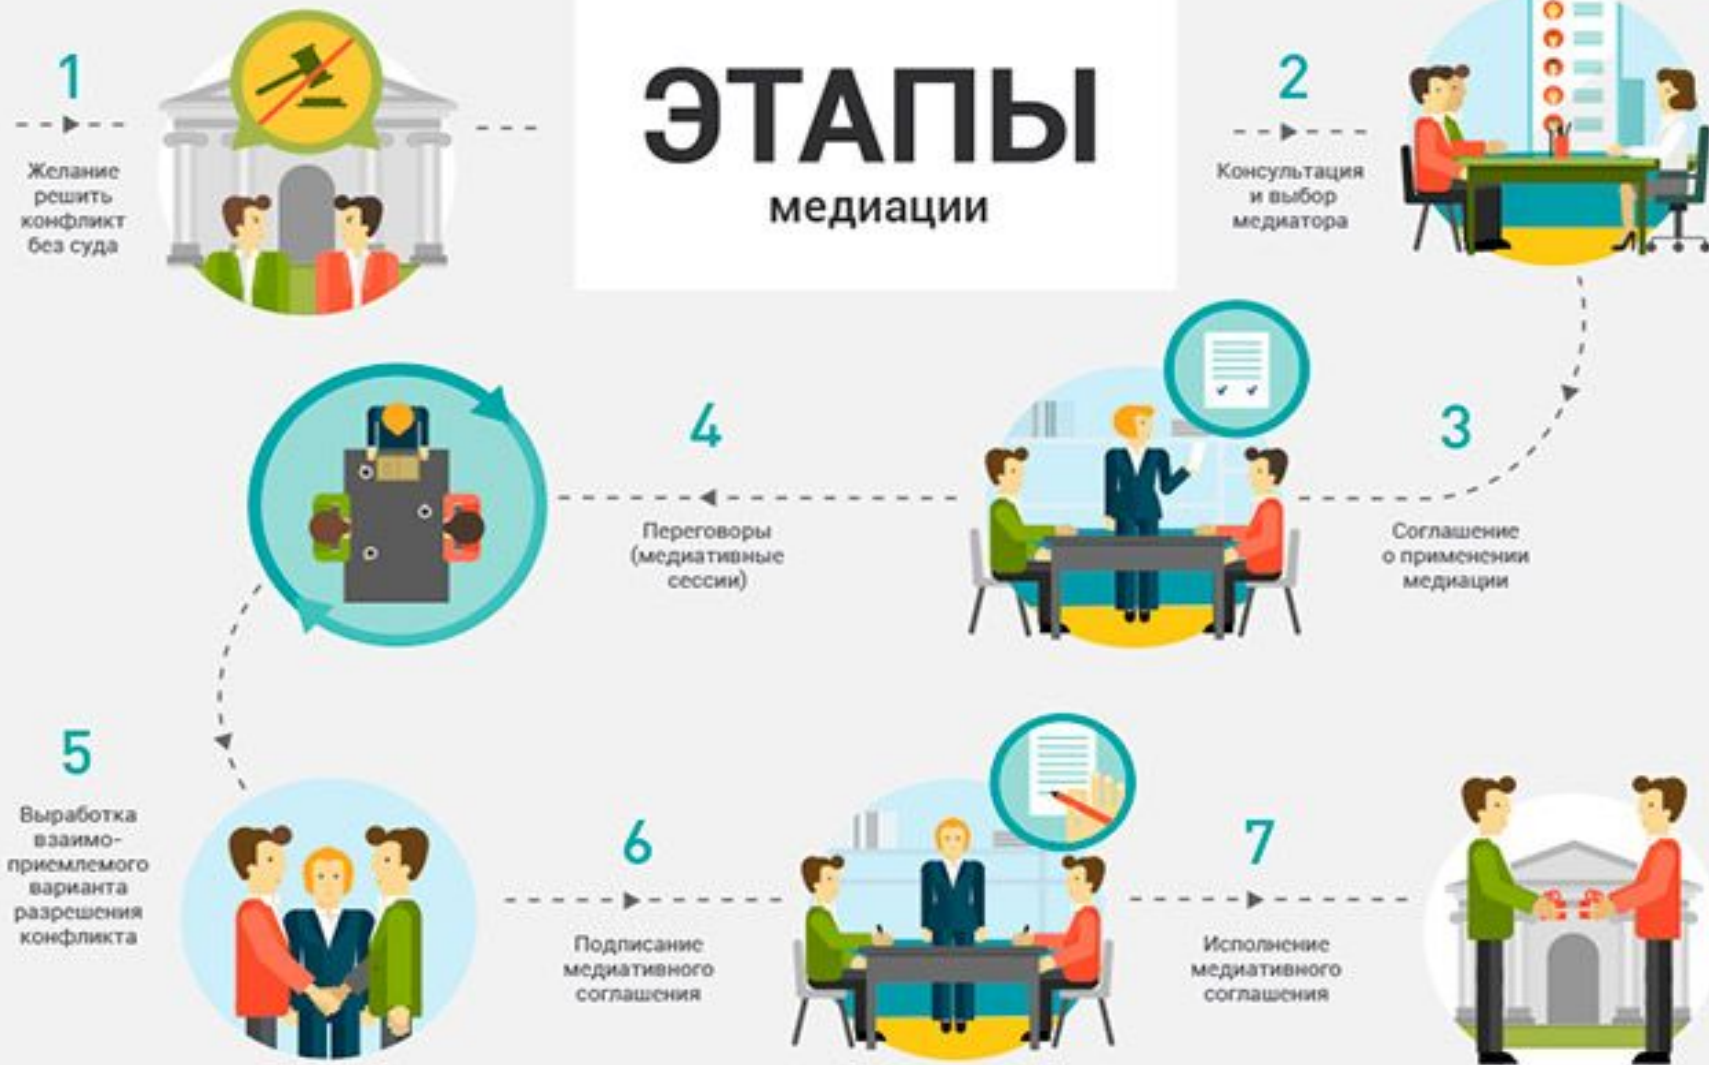 ЭТАПЫ
медиации
1
Желание
решить
конфликт
без суда
2
Консультация
и выбор
медиатора
3
Соглашение
о применении
медиации
4
Переговоры
(медиативные
сессии)
5
Выработка
взаимо-
приемлемого
варианта
разрешения
конфликта
6
Подписание
медиативного
соглашения
7
Исполнение
медиативного
соглашения